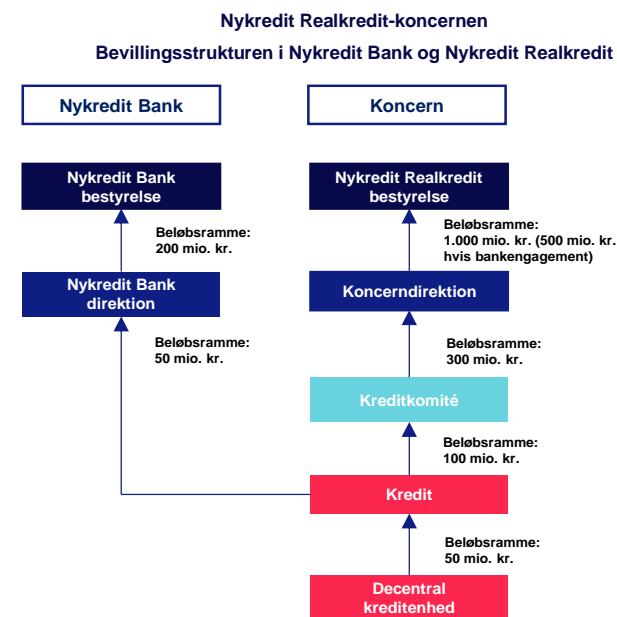 Nykredit Realkredit-koncernen
Bevillingsstrukturen i Nykredit Bank og Nykredit Realkredit
Nykredit Bank
Koncern
Nykredit Bank
bestyrelse
Nykredit Realkredit
bestyrelse
Beløbsramme:
200 mio. kr.
Beløbsramme:
1.000 mio. kr. (500 mio. kr.
hvis bankengagement)
Nykredit Bank
direktion
Koncerndirektion
Beløbsramme:
50 mio. kr.
Beløbsramme:
300 mio. kr.
Kreditkomité
Beløbsramme:
100 mio. kr.
Kredit
Beløbsramme:
50 mio. kr.
Decentral
kreditenhed